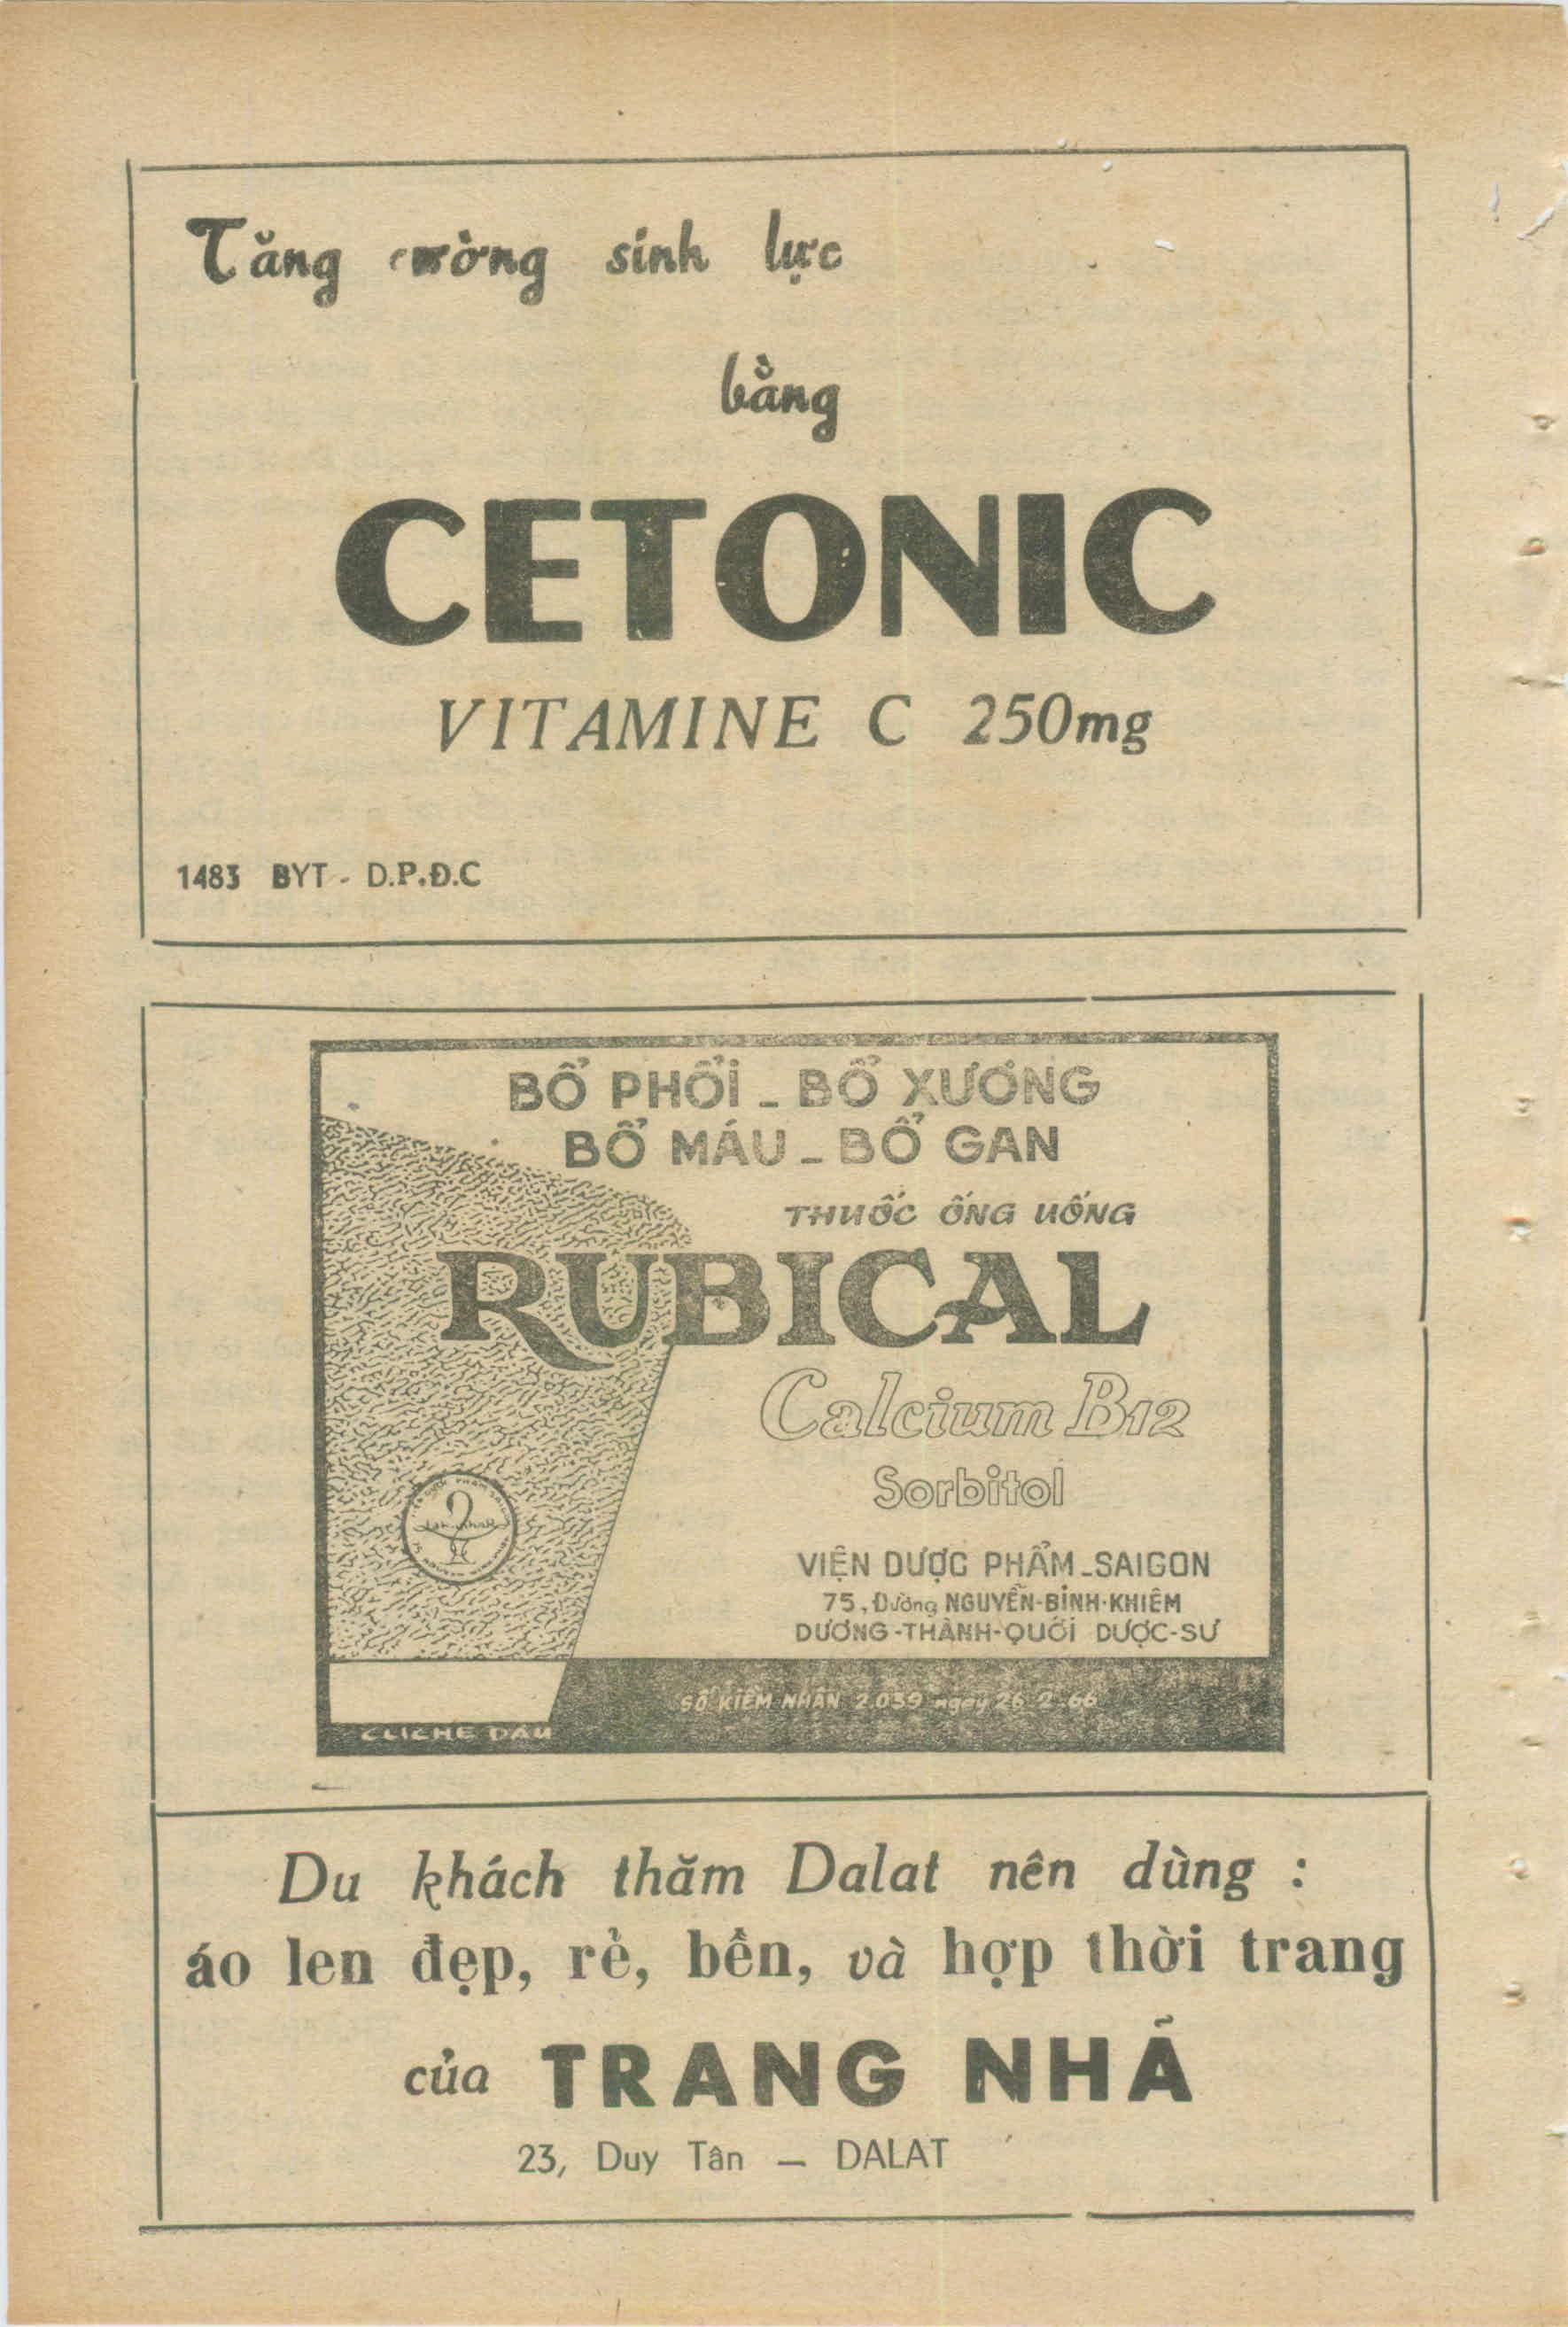 Tăng cường sinh lực
bằng
CETONIC
VITAMINE C 250mg
1483 BYT - D.P.Đ.C
BỔ PHỔI _ BỔ XƯƠNG
BỔ MÁU _ BỔ GAN
THUỐC ỐNG UỐNG
RUBICAL
Calcium B12
Sorbitol
VIỆN DƯỢC PHẨM _ SAIGON
75, Đường NGUYỄN-BỈNH-KHIÊM
DƯƠNG-THÀNH-QUỚI DƯỢC-SƯ
SỐ KIỂM NHẬN 2.039 ngày 26.2.66
CLICHE DAU
Du khách thăm Dalat nên dùng :
áo len đẹp, rẻ, bền, và hợp thời trang
của TRANG NHÃ
23, Duy Tân — DALAT